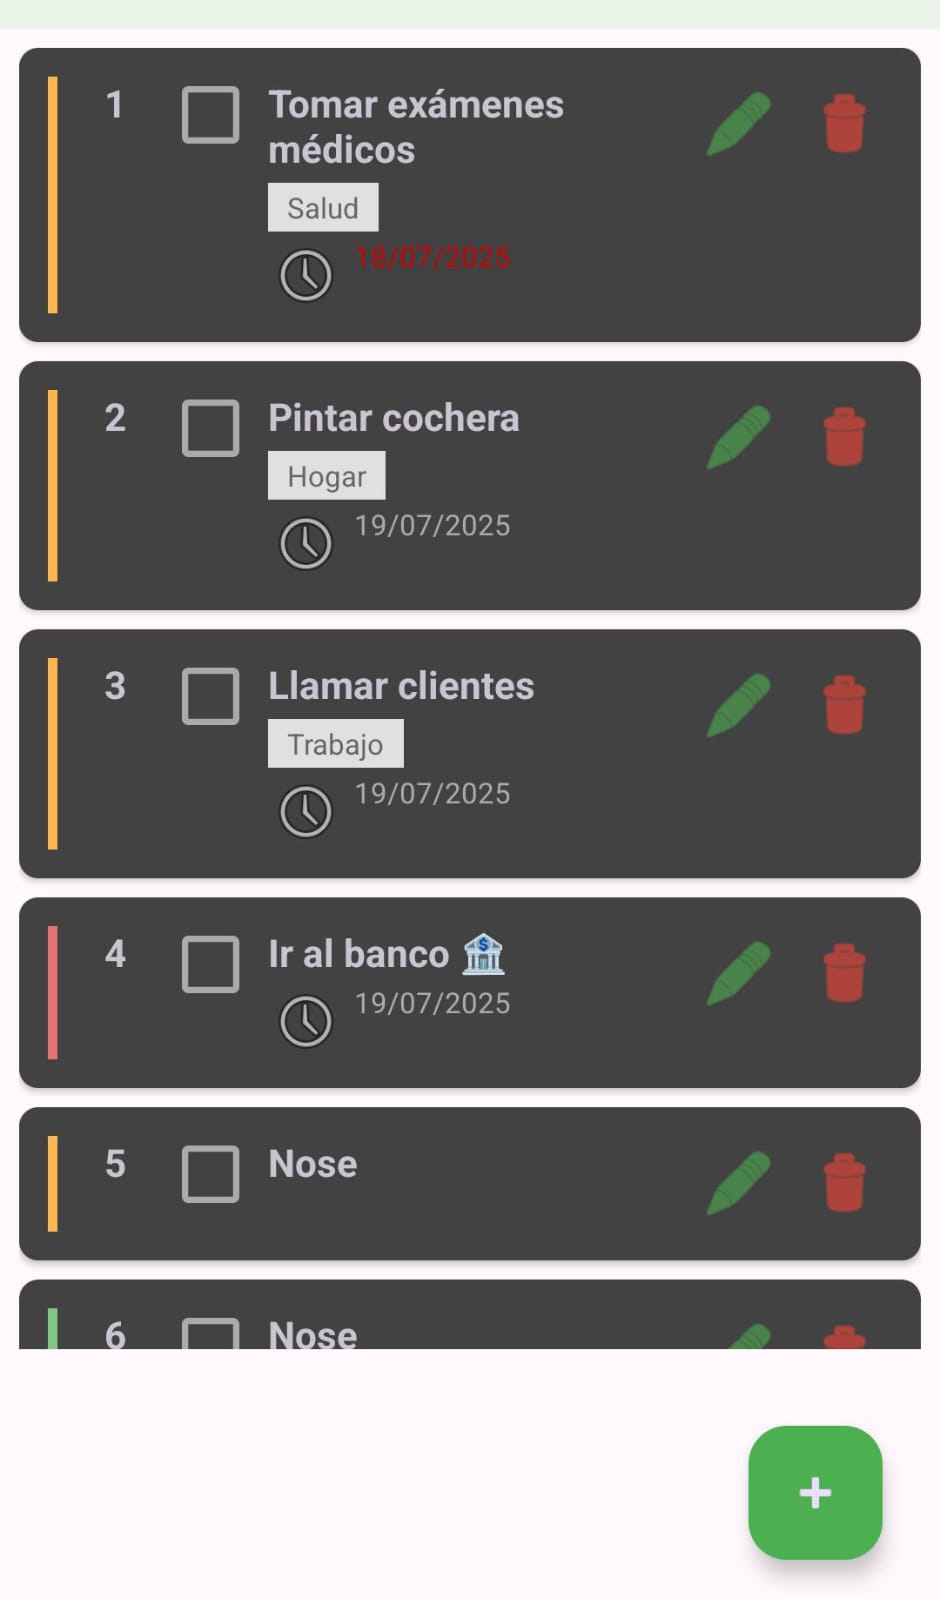 1
Tomar exámenes
médicos
Salud
18/07/2025
2
Pintar cochera
Hogar
19/07/2025
3
Llamar clientes
Trabajo
19/07/2025
4
Ir al banco 🏦
19/07/2025
5
Nose
6
Nose
+